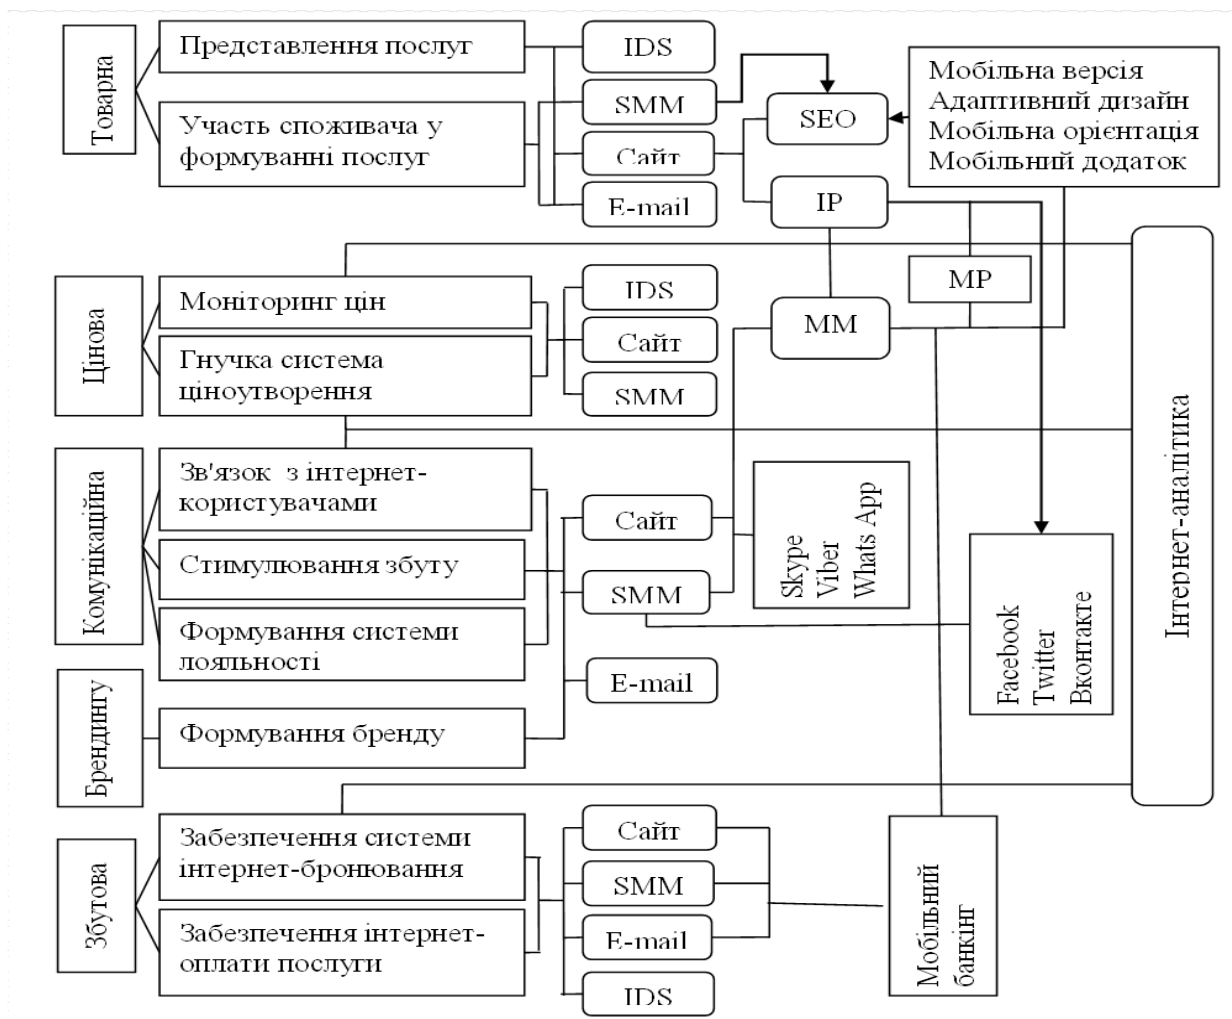 Товарна
Представлення послуг
Участь споживача у
формуванні послуг
IDS
SMM
Сайт
E-mail
SEO
IP
Мобільна версія
Адаптивний дизайн
Мобільна орієнтація
Мобільний додаток
MP
MM
Цінова
Моніторинг цін
Гнучка система
ціноутворення
IDS
Сайт
SMM
Інтернет-аналітика
Комунікаційна
Зв'язок з інтернет-
користувачами
Стимулювання збуту
Формування системи
лояльності
Сайт
SMM
E-mail
Skype
Viber
Whats App
Facebook
Twitter
Вконтакте
Брендингу
Формування бренду
Збутова
Забезпечення системи
інтернет-бронювання
Забезпечення інтернет-
оплати послуги
Сайт
SMM
E-mail
IDS
Мобільний
банкінг